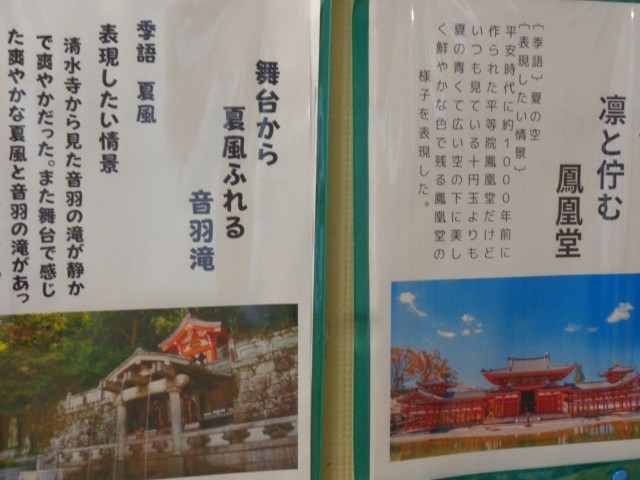 凛と佇む
鳳凰堂
〔季語〕夏の空
〔表現したい情景〕
平安時代に約1000年前に
作られた平等院鳳凰堂だけど
いつも見ている十円玉よりも
夏の青くて広い空の下に美し
く鮮やかな色で残る鳳凰堂の
様子を表現した。
舞台から
夏風ふれる
音羽滝
季語 夏風
表現したい情景
清水寺から見た音羽の滝が静か
で爽やかだった。また舞台で感じ
た爽やかな夏風と音羽の滝があっ